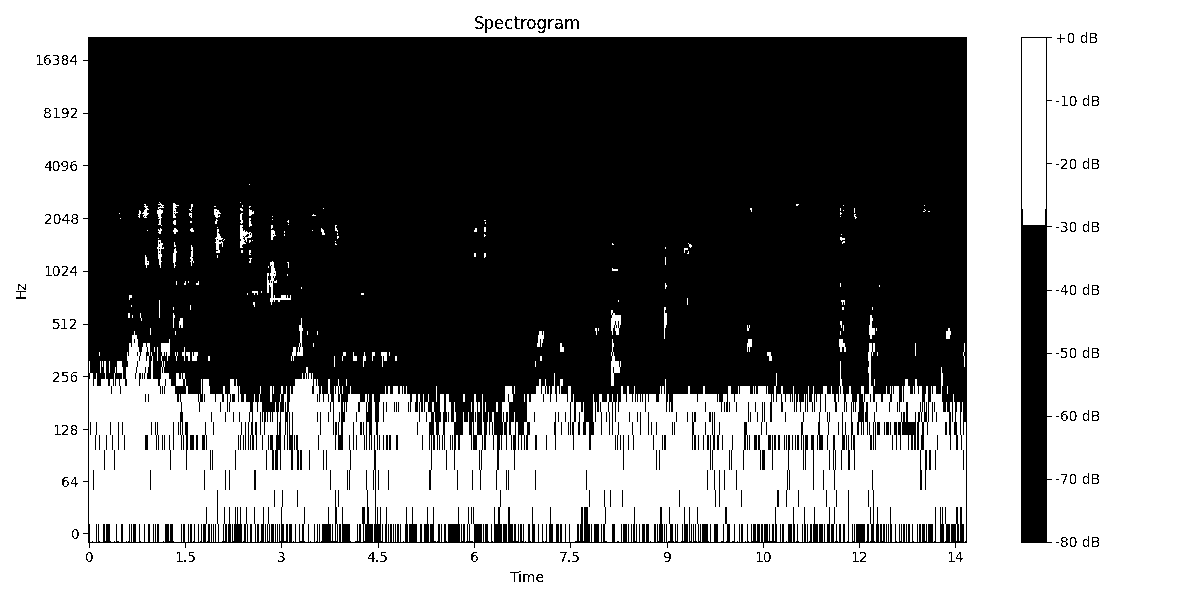 Spectrogram
16384
8192
4096
2048
1024
512
256
128
64
0
Hz
0 1.5 3 4.5 6 7.5 9 10 12 14
Time
+0 dB
-10 dB
-20 dB
-30 dB
-40 dB
-50 dB
-60 dB
-70 dB
-80 dB